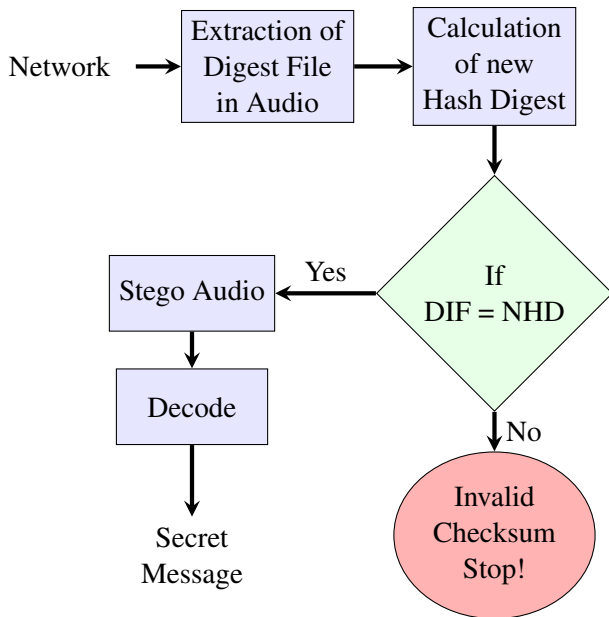 Network
Extraction of
Digest File
in Audio
Calculation
of new
Hash Digest
If
DIF = NHD
Yes
Stego Audio
Decode
Secret
Message
No
Invalid
Checksum
Stop!